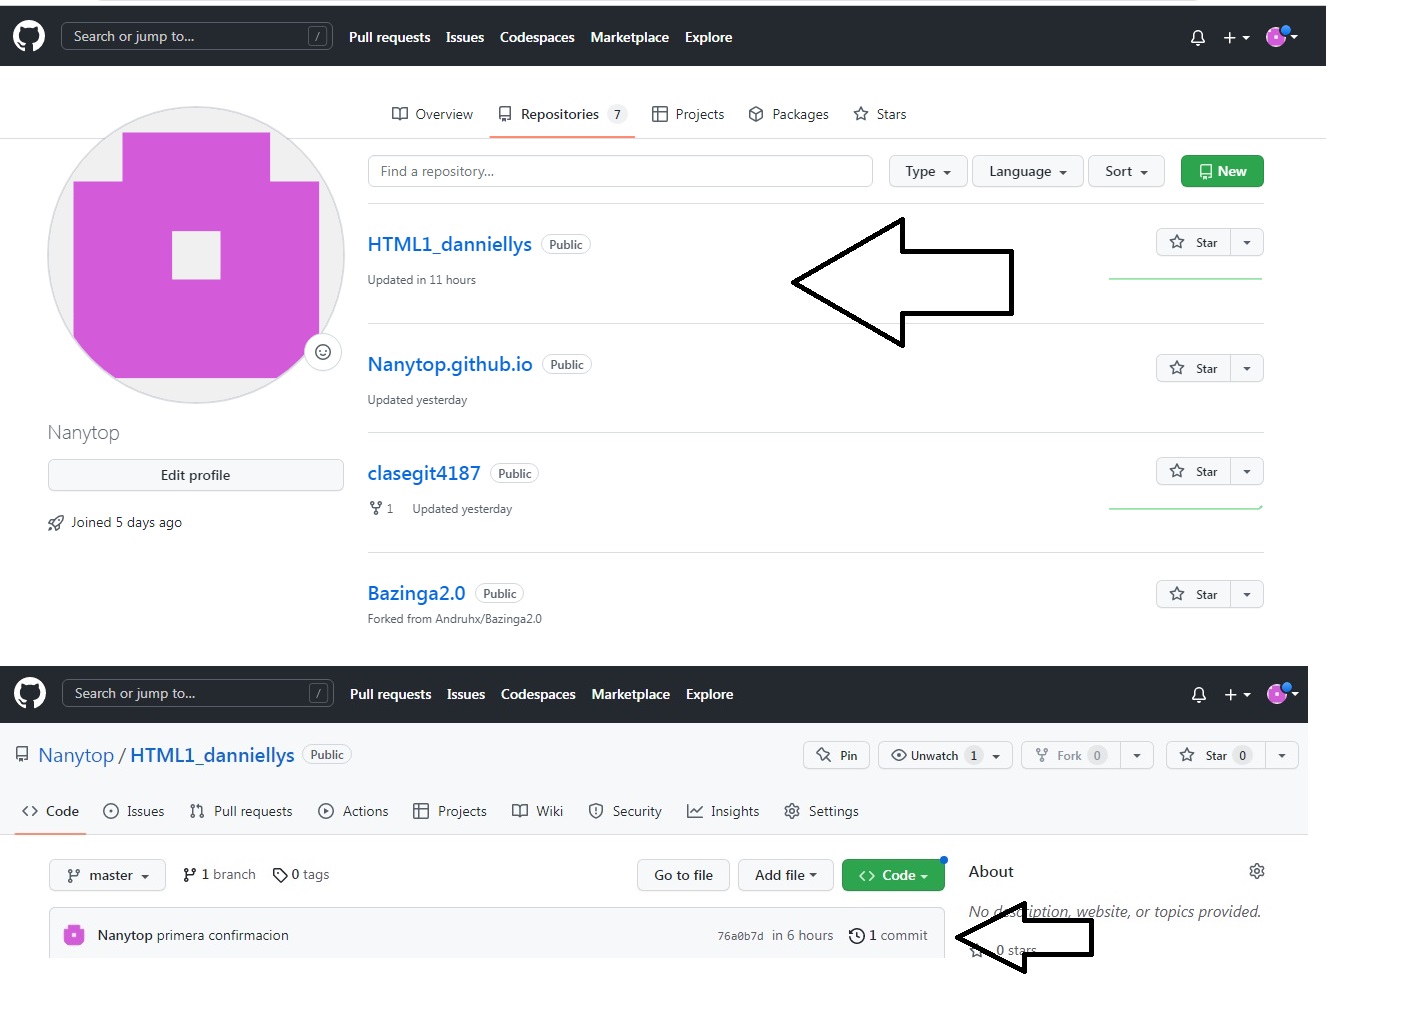 Search or jump to... / Pull requests Issues Codespaces Marketplace Explore
Overview Repositories 7 Projects Packages Stars
Find a repository... Type Language Sort New
HTML1_danniellys Public Star
Updated in 11 hours
Nanytop.github.io Public Star
Updated yesterday
Nanytop
Edit profile
Joined 5 days ago
clasegit4187 Public Star
1 Updated yesterday
Bazinga2.0 Public Star
Forked from Andruhx/Bazinga2.0
Search or jump to... / Pull requests Issues Codespaces Marketplace Explore
Nanytop / HTML1_danniellys Public Pin Unwatch 1 Fork 0 Star 0
<> Code Issues Pull requests Actions Projects Wiki Security Insights Settings
master 1 branch 0 tags Go to file Add file <> Code About
No description, website, or topics provided.
Nanytop primera confirmacion 76a0b7d in 6 hours 1 commit
0 stars